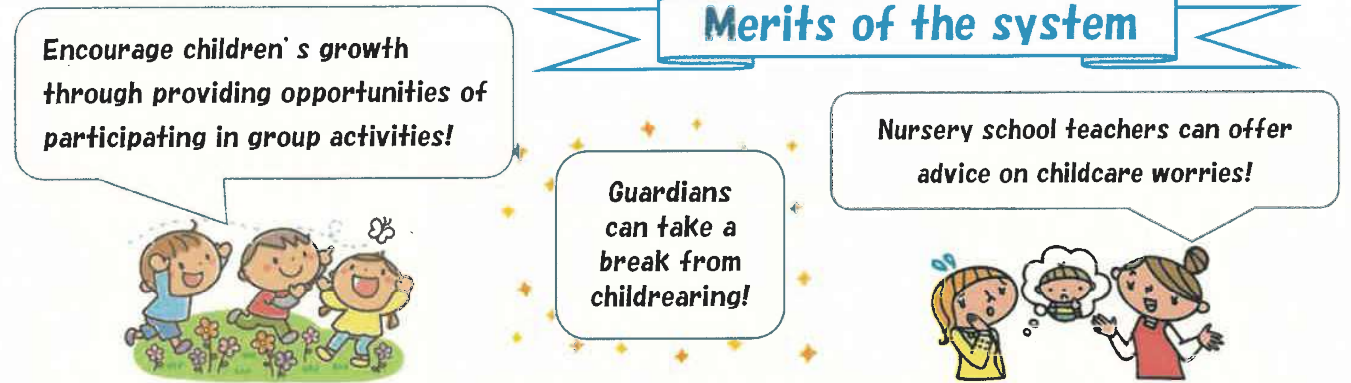 Merits of the system
Encourage children's growth
through providing opportunities of
participating in group activities!
Guardians
can take a
break from
childrearing!
Nursery school teachers can offer
advice on childcare worries!